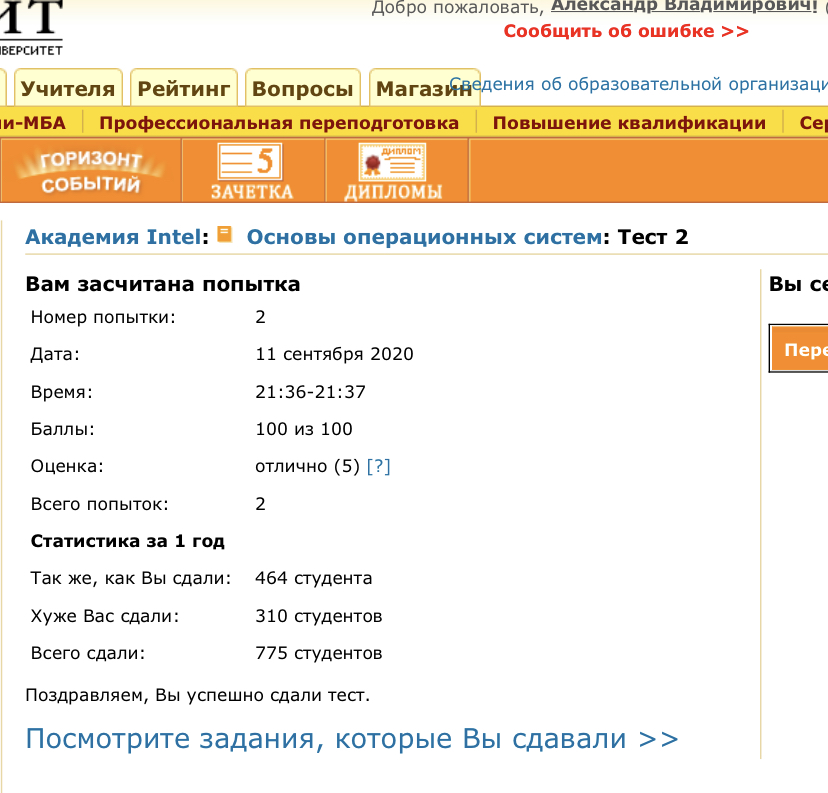 Добро пожаловать, Александр Владимирович! (
ИТ
Сообщить об ошибке >>
Учителя Рейтинг Вопросы Магазин Сведения об образовательной организаци
и-МБА Профессиональная переподготовка Повышение квалификации Сер
ГОРИЗОНТ СОБЫТИЙ
5 ЗАЧЕТКА
ДИПЛОМ ДИПЛОМЫ
Академия Intel: Основы операционных систем: Тест 2
Вам засчитана попытка
Номер попытки: 2
Дата: 11 сентября 2020
Время: 21:36-21:37
Баллы: 100 из 100
Оценка: отлично (5) [?]
Всего попыток: 2
Статистика за 1 год
Так же, как Вы сдали: 464 студента
Хуже Вас сдали: 310 студентов
Всего сдали: 775 студентов
Поздравляем, Вы успешно сдали тест.
Посмотрите задания, которые Вы сдавали >>
Вы се
Пере